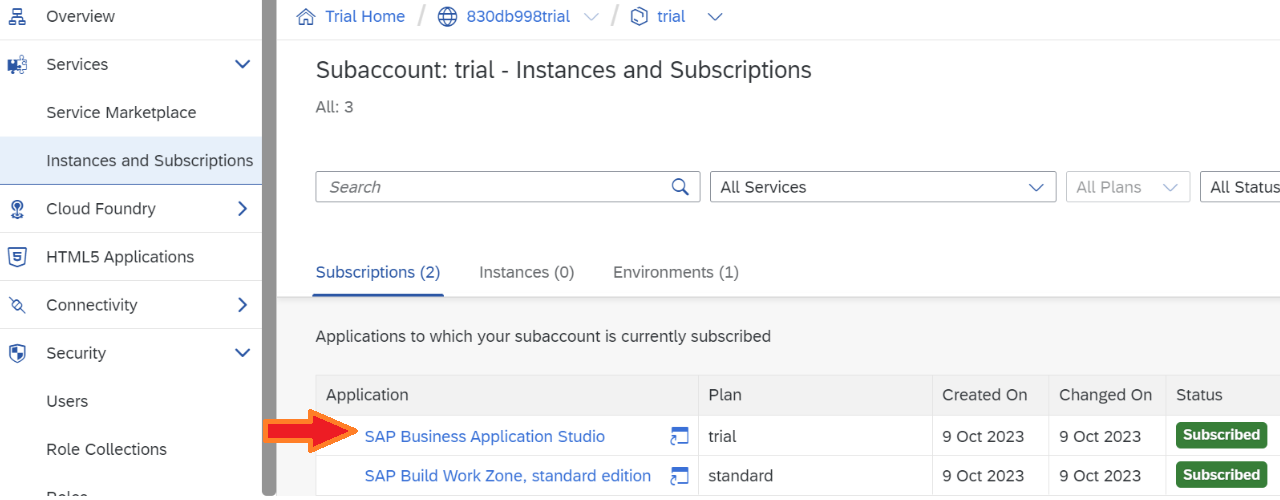 Overview
Services
Service Marketplace
Instances and Subscriptions
Cloud Foundry
HTML5 Applications
Connectivity
Security
Users
Role Collections
Roles
Trial Home / 830db998trial / trial
Subaccount: trial - Instances and Subscriptions
All: 3
Search All Services All Plans All Status
Subscriptions (2) Instances (0) Environments (1)
Applications to which your subaccount is currently subscribed
Application Plan Created On Changed On Status
SAP Business Application Studio trial 9 Oct 2023 9 Oct 2023 Subscribed
SAP Build Work Zone, standard edition standard 9 Oct 2023 9 Oct 2023 Subscribed